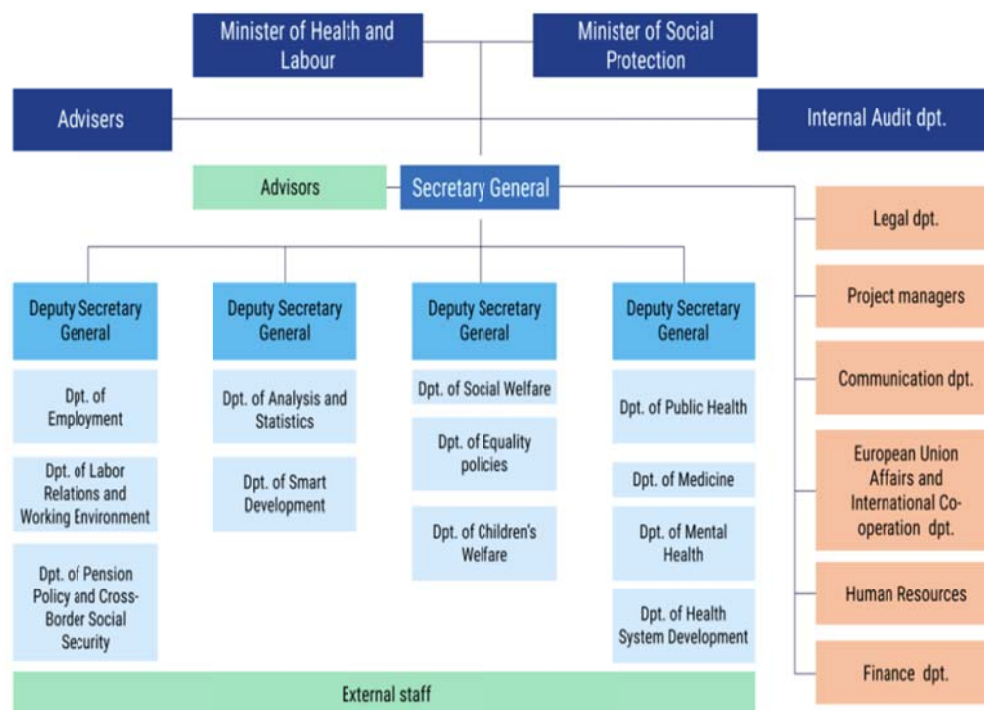 Minister of Health and
Labour
Minister of Social
Protection
Advisers
Internal Audit dpt.
Advisors
Secretary General
Legal dpt.
Project managers
Communication dpt.
European Union
Affairs and
International Co-
operation dpt.
Human Resources
Finance dpt.
Deputy Secretary
General
Dpt. of
Employment
Dpt. of Labor
Relations and
Working Environment
Dpt. of Pension
Policy and Cross-
Border Social
Security
Deputy Secretary
General
Dpt. of Analysis and
Statistics
Dpt. of Smart
Development
Deputy Secretary
General
Dpt. of Social Welfare
Dpt. of Equality
policies
Dpt. of Children's
Welfare
Deputy Secretary
General
Dpt. of Public Health
Dpt. of Medicine
Dpt. of Mental
Health
Dpt. of Health
System Development
External staff